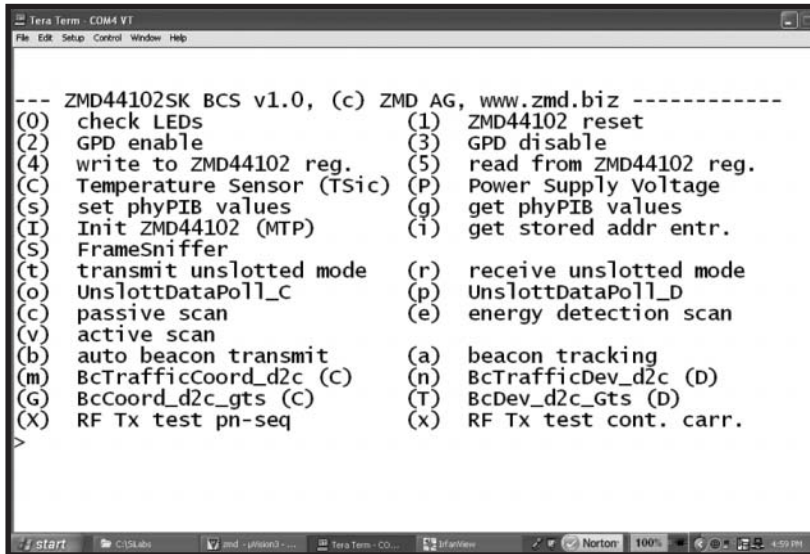 Tera Term - COM4 VT
File Edit Setup Control Window Help
--- ZMD44102SK BCS v1.0, (c) ZMD AG, www.zmd.biz ------------
(0) check LEDs (1) ZMD44102 reset
(2) GPD enable (3) GPD disable
(4) write to ZMD44102 reg. (5) read from ZMD44102 reg.
(C) Temperature Sensor (TSic) (P) Power Supply Voltage
(s) set phyPIB values (g) get phyPIB values
(I) Init ZMD44102 (MTP) (i) get stored addr entr.
(S) FrameSniffer
(t) transmit unslotted mode (r) receive unslotted mode
(o) UnslottDataPoll_C (p) UnslottDataPoll_D
(c) passive scan (e) energy detection scan
(v) active scan
(b) auto beacon transmit (a) beacon tracking
(m) BcTrafficCoord_d2c (C) (n) BcTrafficDev_d2c (D)
(G) BcCoord_d2c_gts (C) (T) BcDev_d2c_Gts (D)
(X) RF Tx test pn-seq (x) RF Tx test cont. carr.
>
start C:\SLabs zmd - µVision3 - ... Tera Term - CO... IrfanView Norton 100% 4:59 PM